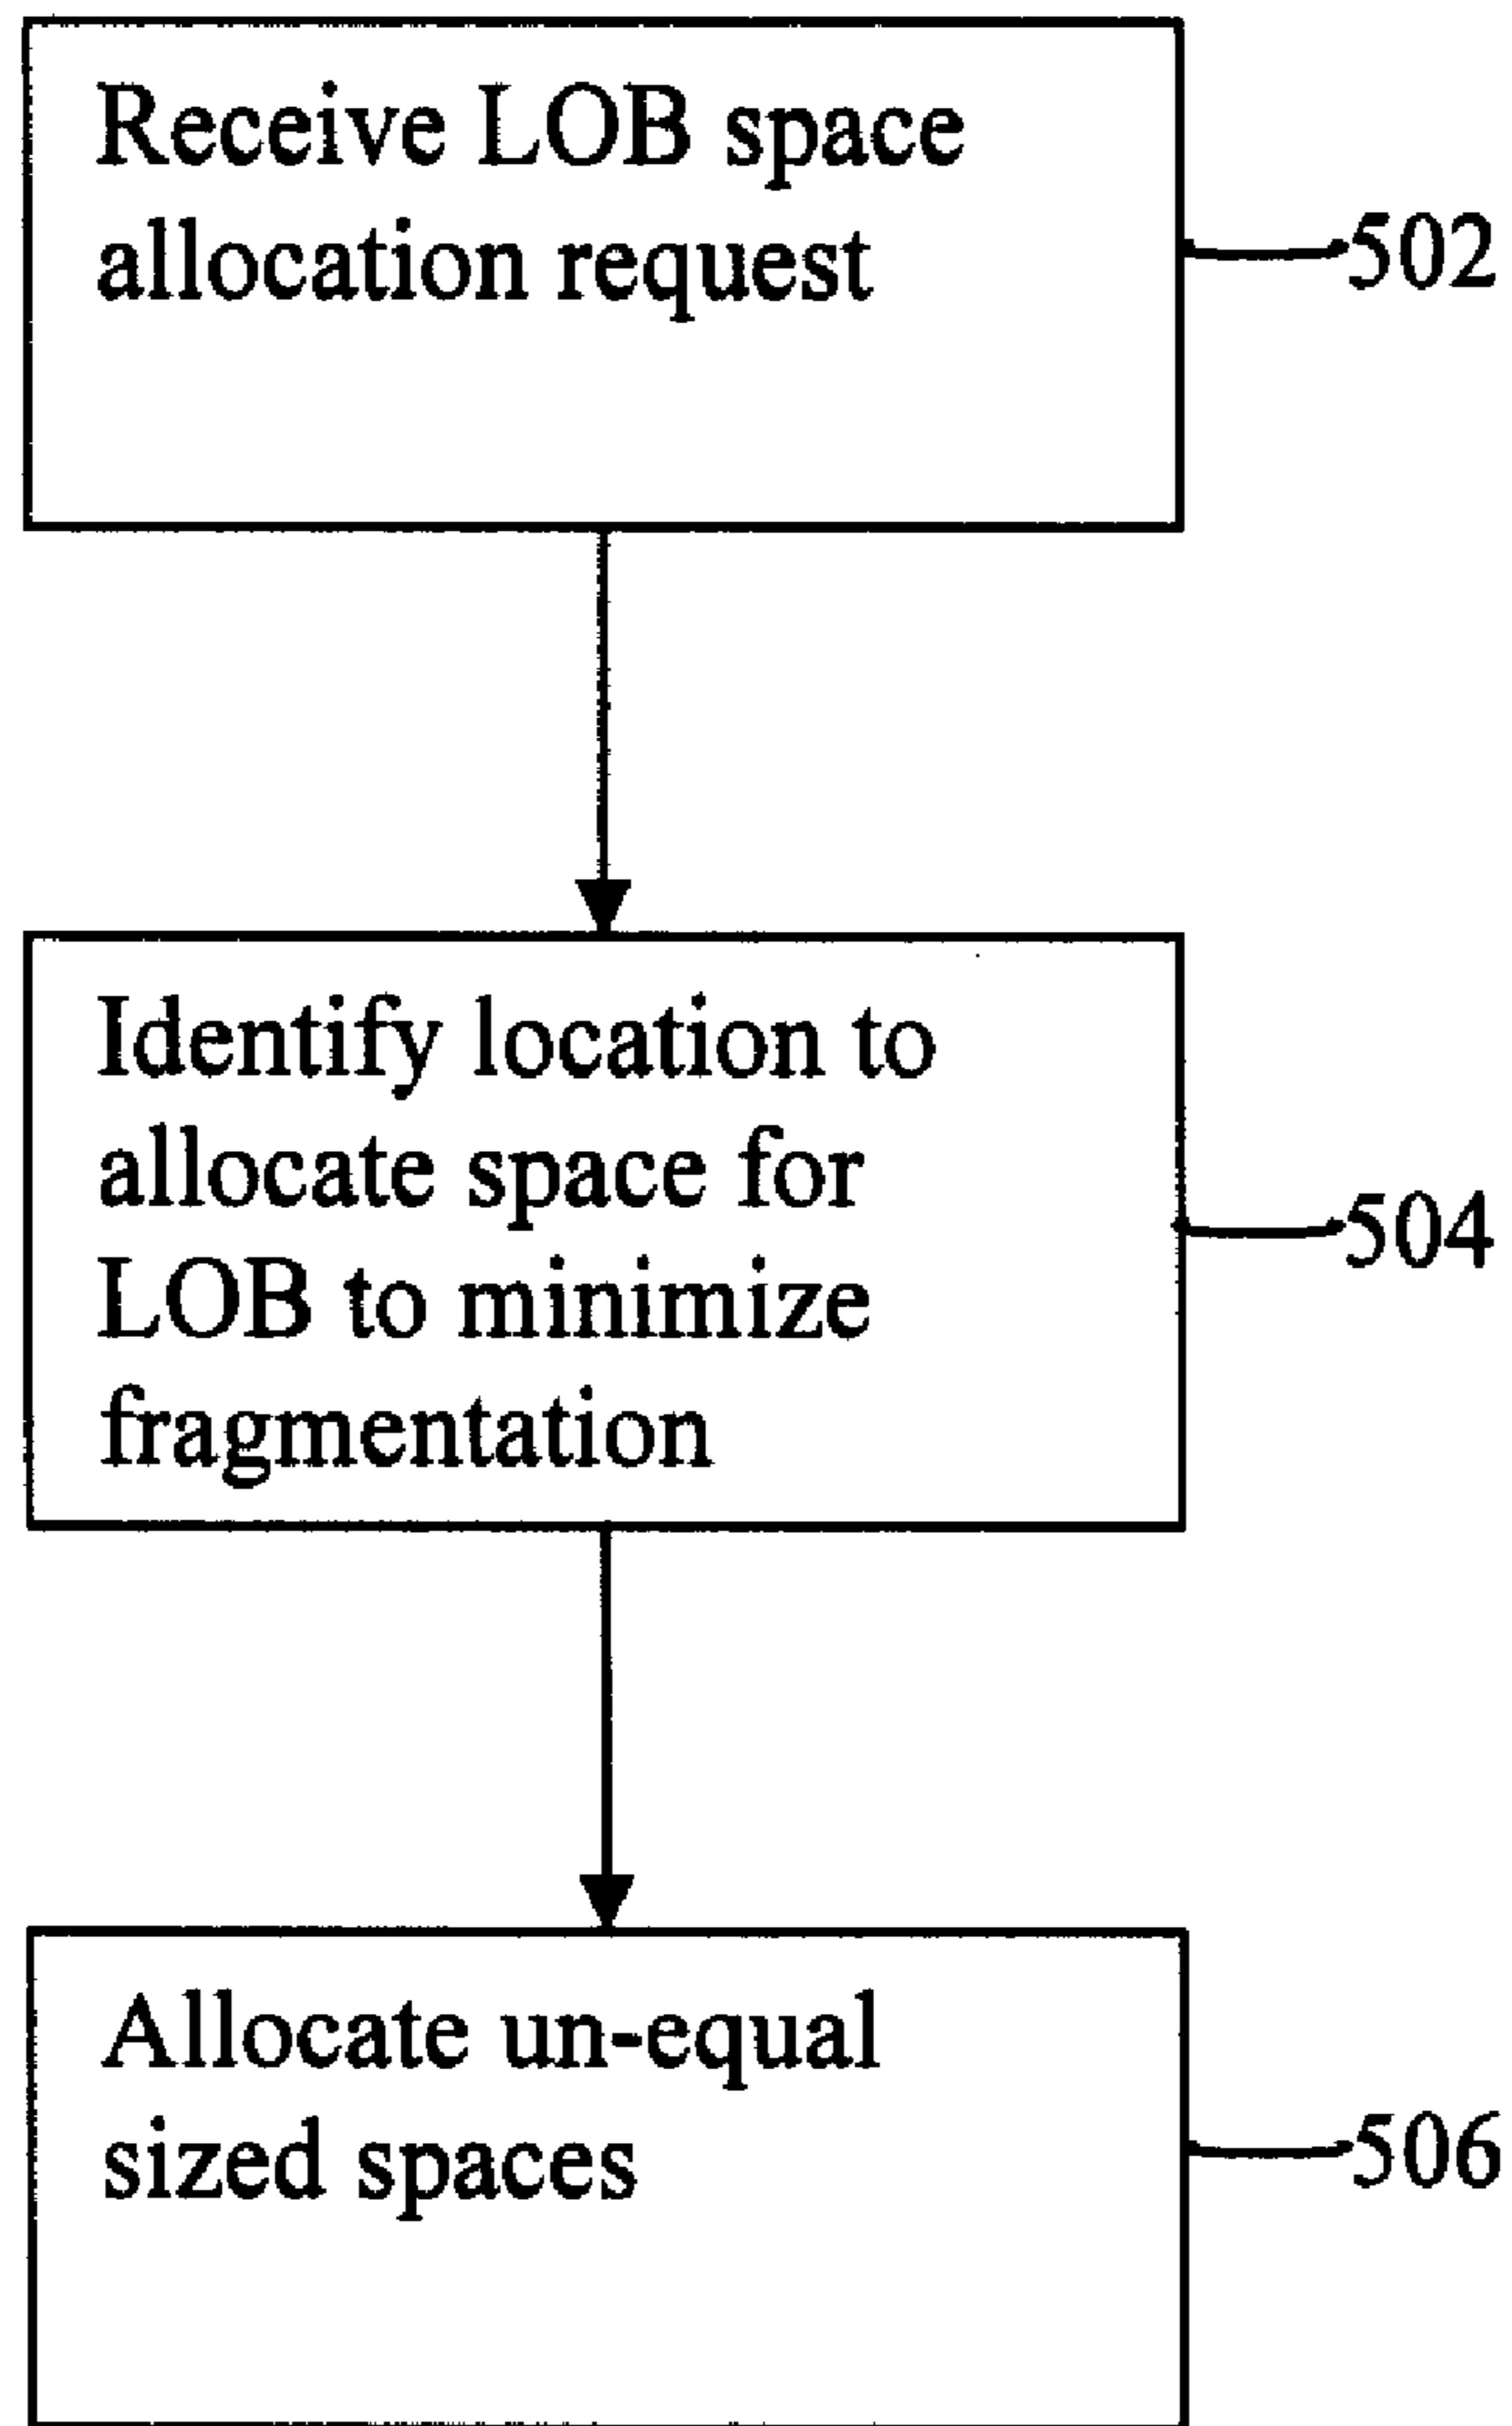 Receive LOB space
allocation request
502
Identify location to
allocate space for
LOB to minimize
fragmentation
504
Allocate un-equal
sized spaces
506